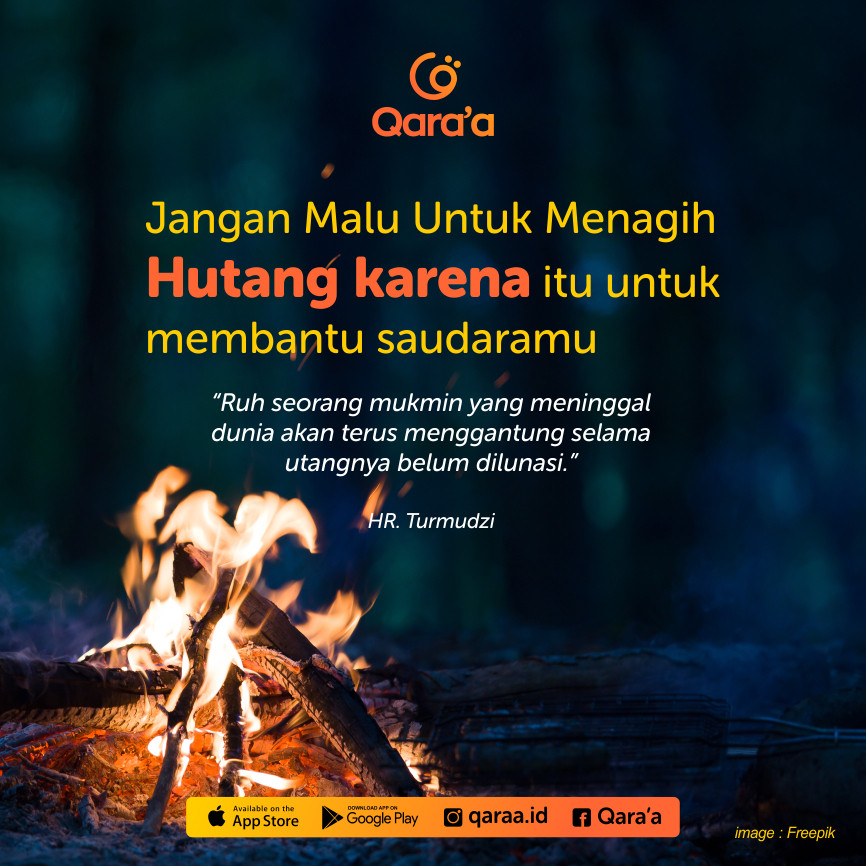 Qara'a
Jangan Malu Untuk Menagih
Hutang karena itu untuk
membantu saudaramu
“Ruh seorang mukmin yang meninggal
dunia akan terus menggantung selama
utangnya belum dilunasi.”
HR. Turmudzi
Available on the
App Store
DOWNLOAD APP ON
Google Play
qaraa.id
Qara'a
image : Freepik